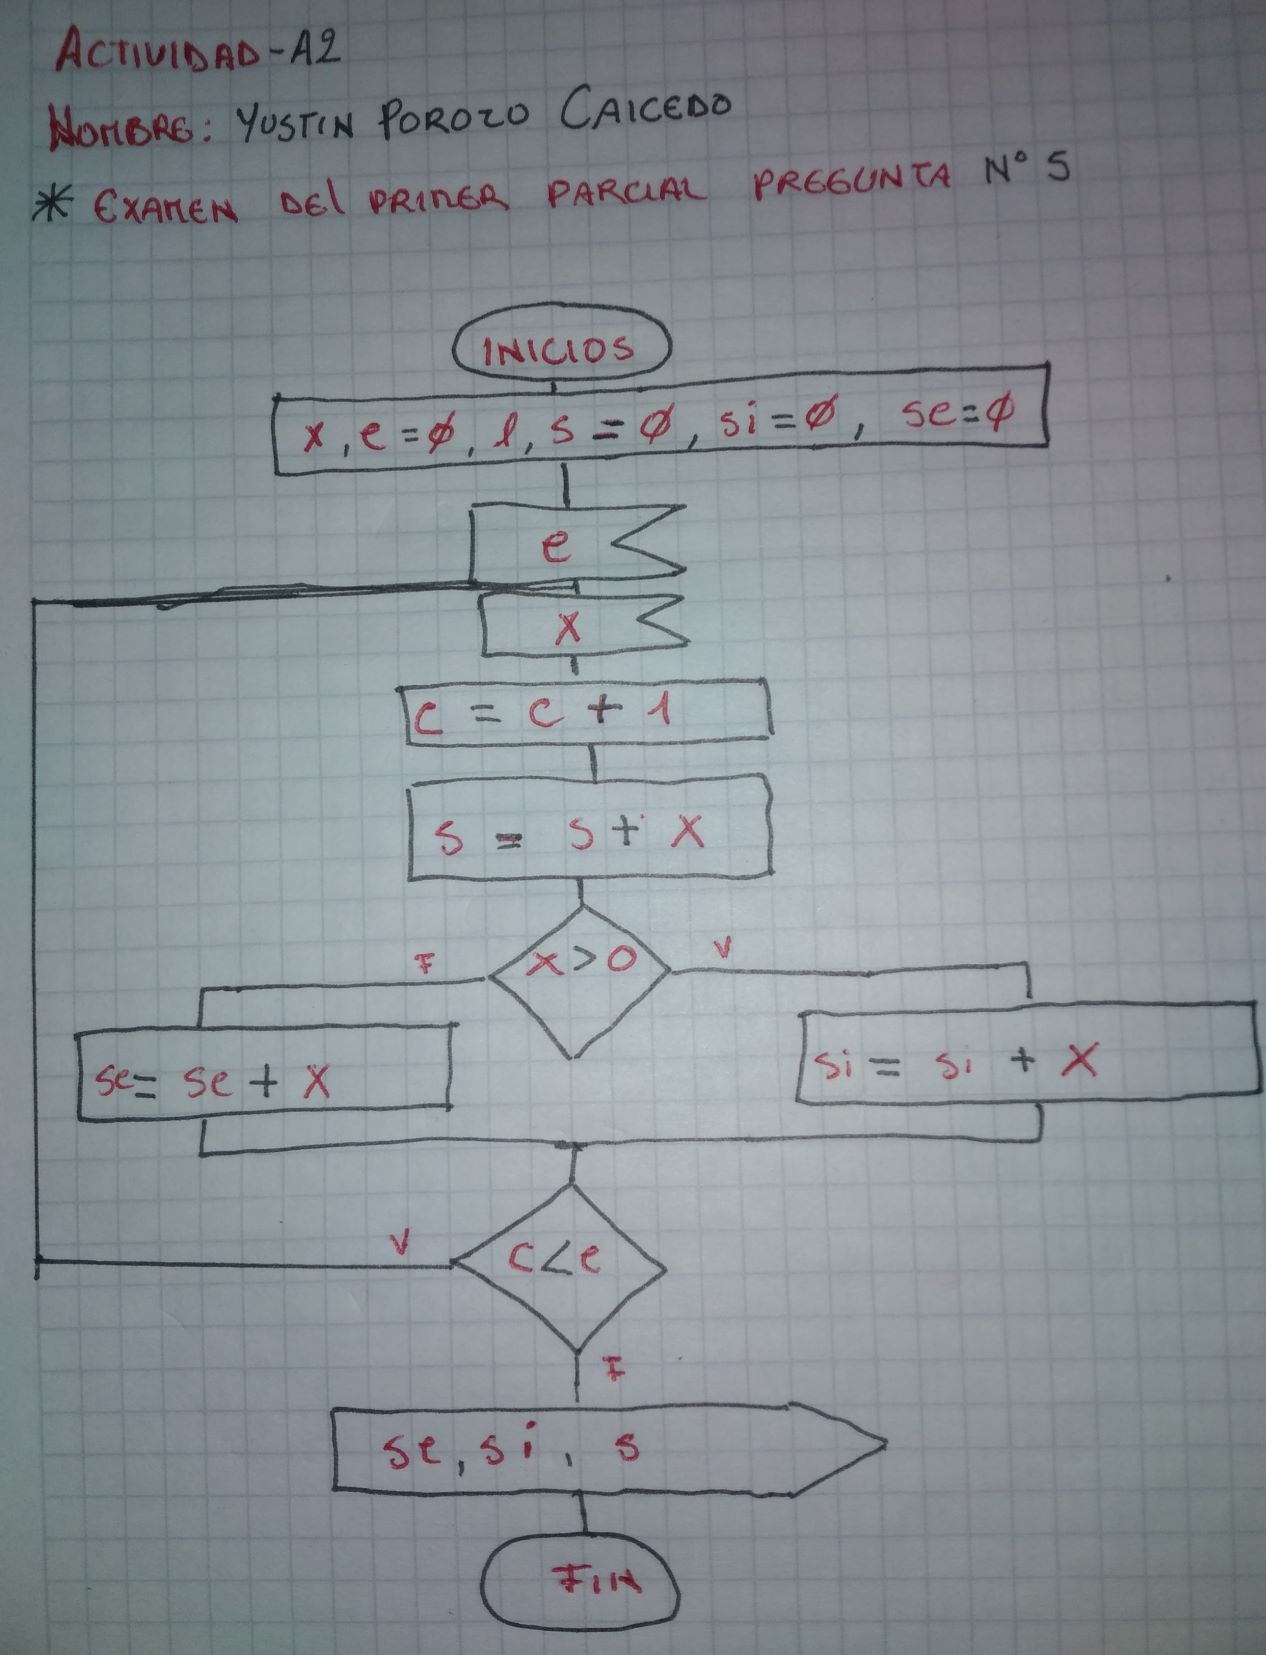 ACTIVIDAD-A2
NOMBRE: YUSTIN POROZO CAICEDO
* EXAMEN DEl PRIMER PARCIAL PREGUNTA N° 5
INICIOS
x, e=ø, l, s=ø, si=ø, se=ø
e
x
c = c + 1
s = s + x
F
x>0
V
se= se + x
si= si + x
V
c<e
F
se, si, s
FIN